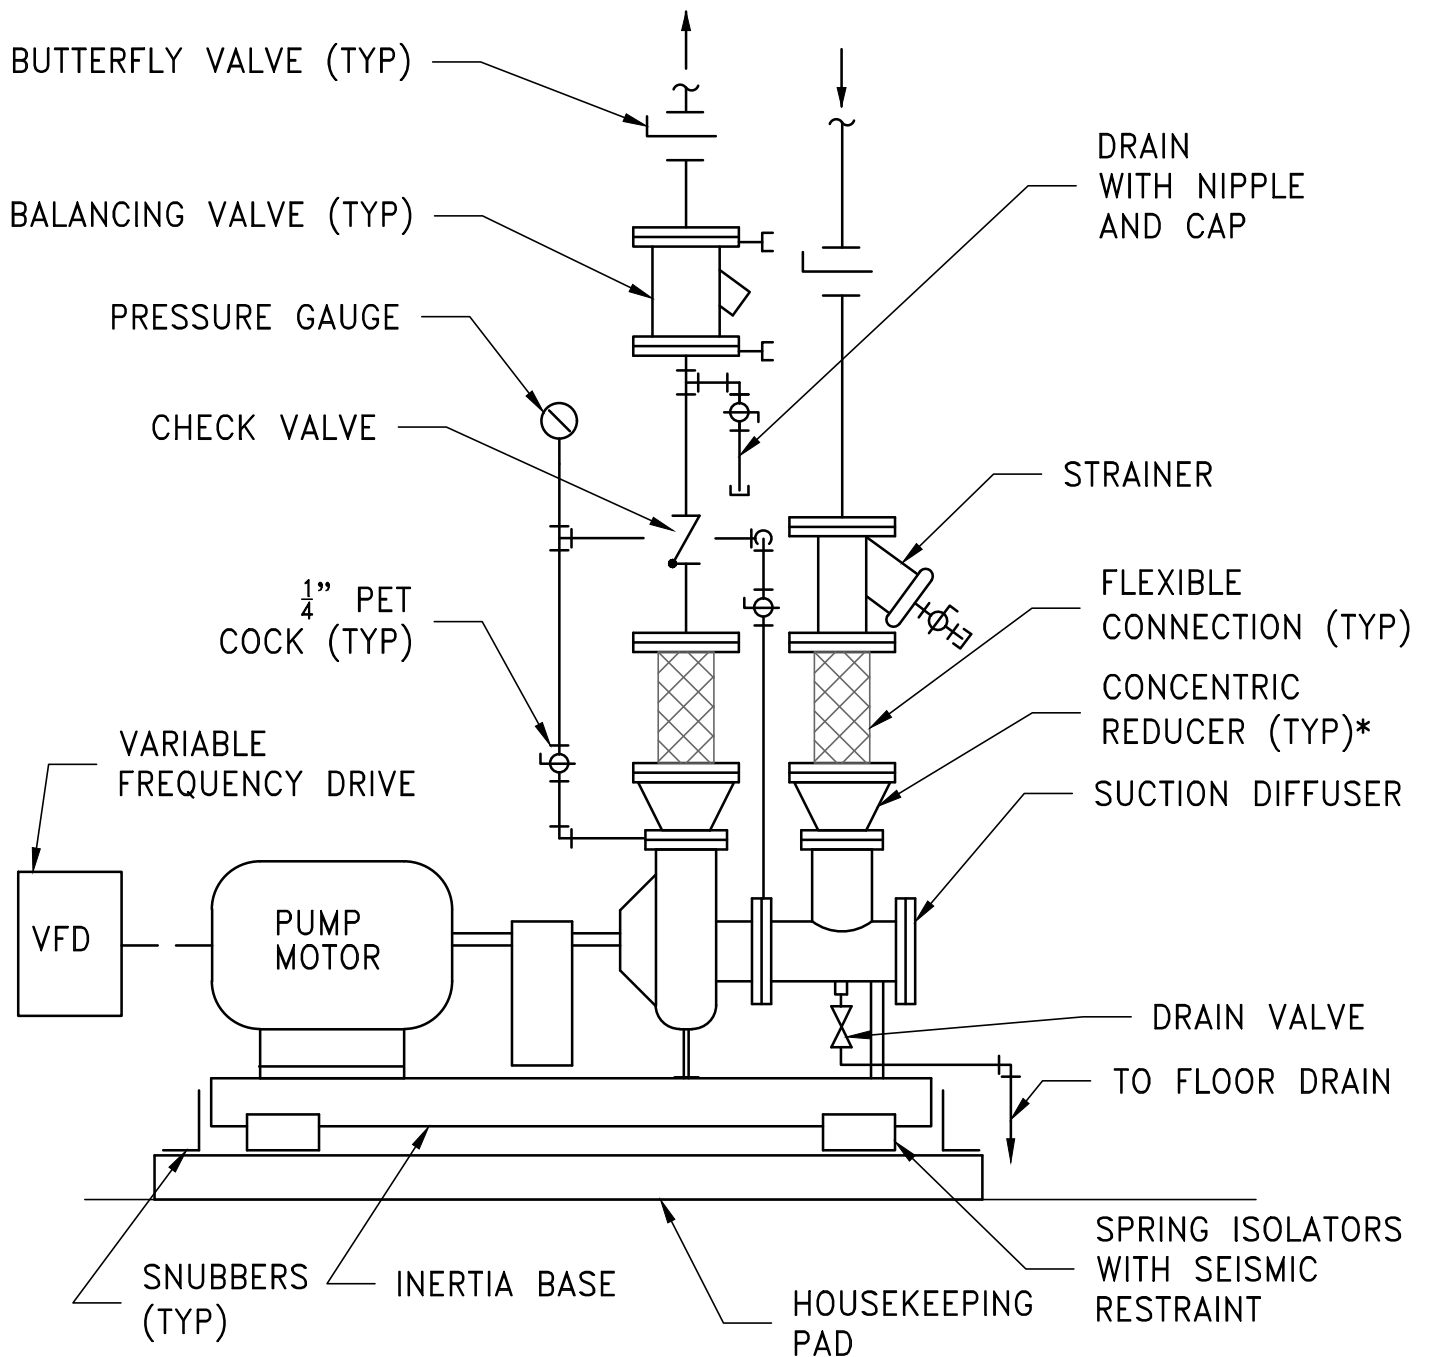 BUTTERFLY VALVE (TYP)
BALANCING VALVE (TYP)
PRESSURE GAUGE
CHECK VALVE
1/4" PET
COCK (TYP)
VARIABLE
FREQUENCY DRIVE
VFD
PUMP
MOTOR
DRAIN
WITH NIPPLE
AND CAP
STRAINER
FLEXIBLE
CONNECTION (TYP)
CONCENTRIC
REDUCER (TYP)*
SUCTION DIFFUSER
DRAIN VALVE
TO FLOOR DRAIN
SPRING ISOLATORS
WITH SEISMIC
RESTRAINT
SNUBBERS
(TYP)
INERTIA BASE
HOUSEKEEPING
PAD